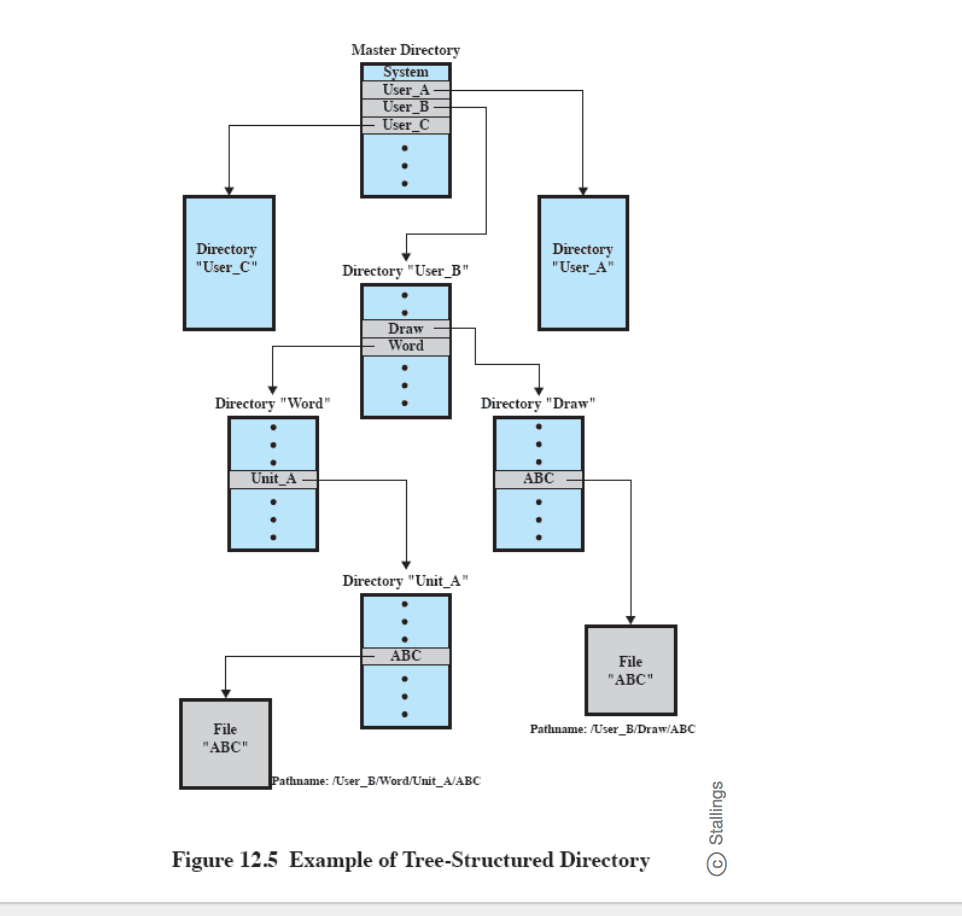 Master Directory
System
User_A
User_B
User_C
Directory
"User_C"
Directory
"User_A"
Directory "User_B"
Draw
Word
Directory "Word"
Directory "Draw"
Unit_A
ABC
Directory "Unit_A"
ABC
File
"ABC"
Pathname: /User_B/Draw/ABC
File
"ABC"
Pathname: /User_B/Word/Unit_A/ABC
© Stallings
Figure 12.5 Example of Tree-Structured Directory